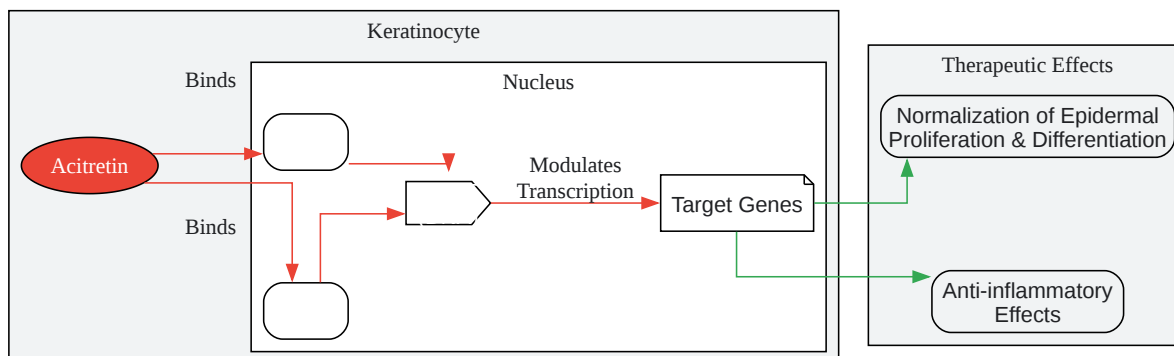 Keratinocyte
Therapeutic Effects
Binds
Nucleus
Normalization of Epidermal
Proliferation & Differentiation
Acitretin
Modulates
Transcription
Target Genes
Binds
Anti-inflammatory
Effects